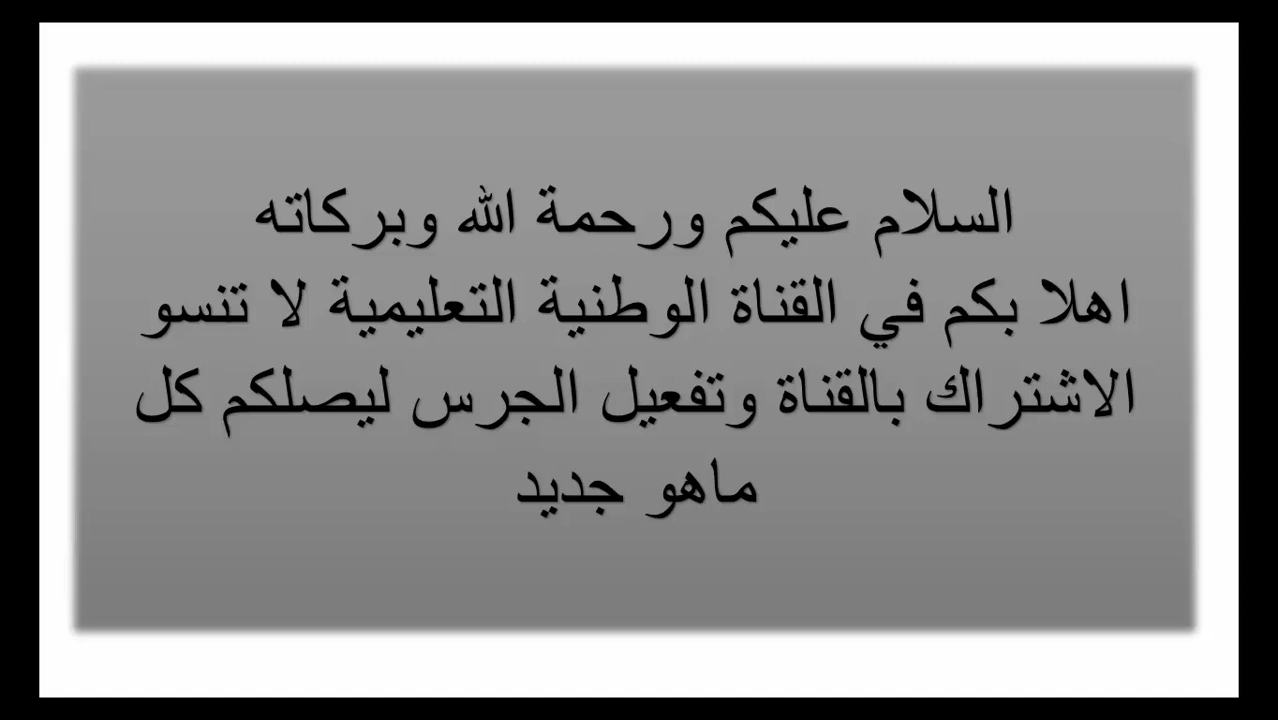 السلام عليكم ورحمة الله وبركاته
اهلا بكم في القناة الوطنية التعليمية لا تنسو
الاشتراك بالقناة وتفعيل الجرس ليصلكم كل
ماهو جديد